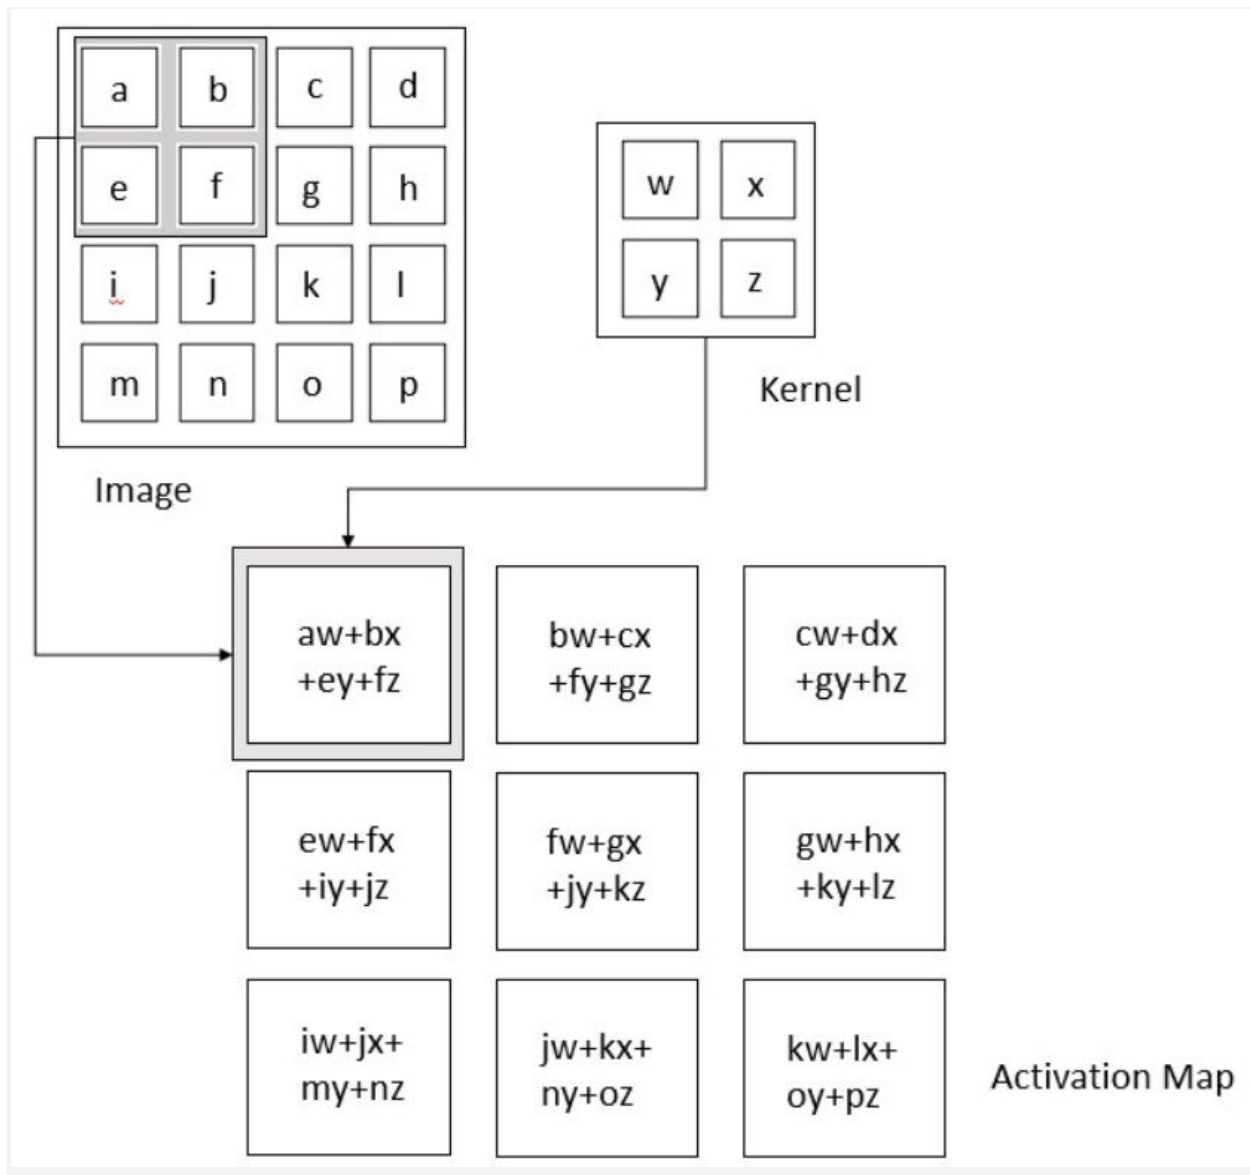 a b c d
e f g h
i j k l
m n o p
Image
w x
y z
Kernel
aw+bx
+ey+fz
bw+cx
+fy+gz
cw+dx
+gy+hz
ew+fx
+iy+jz
fw+gx
+jy+kz
gw+hx
+ky+lz
iw+jx+
my+nz
jw+kx+
ny+oz
kw+lx+
oy+pz
Activation Map